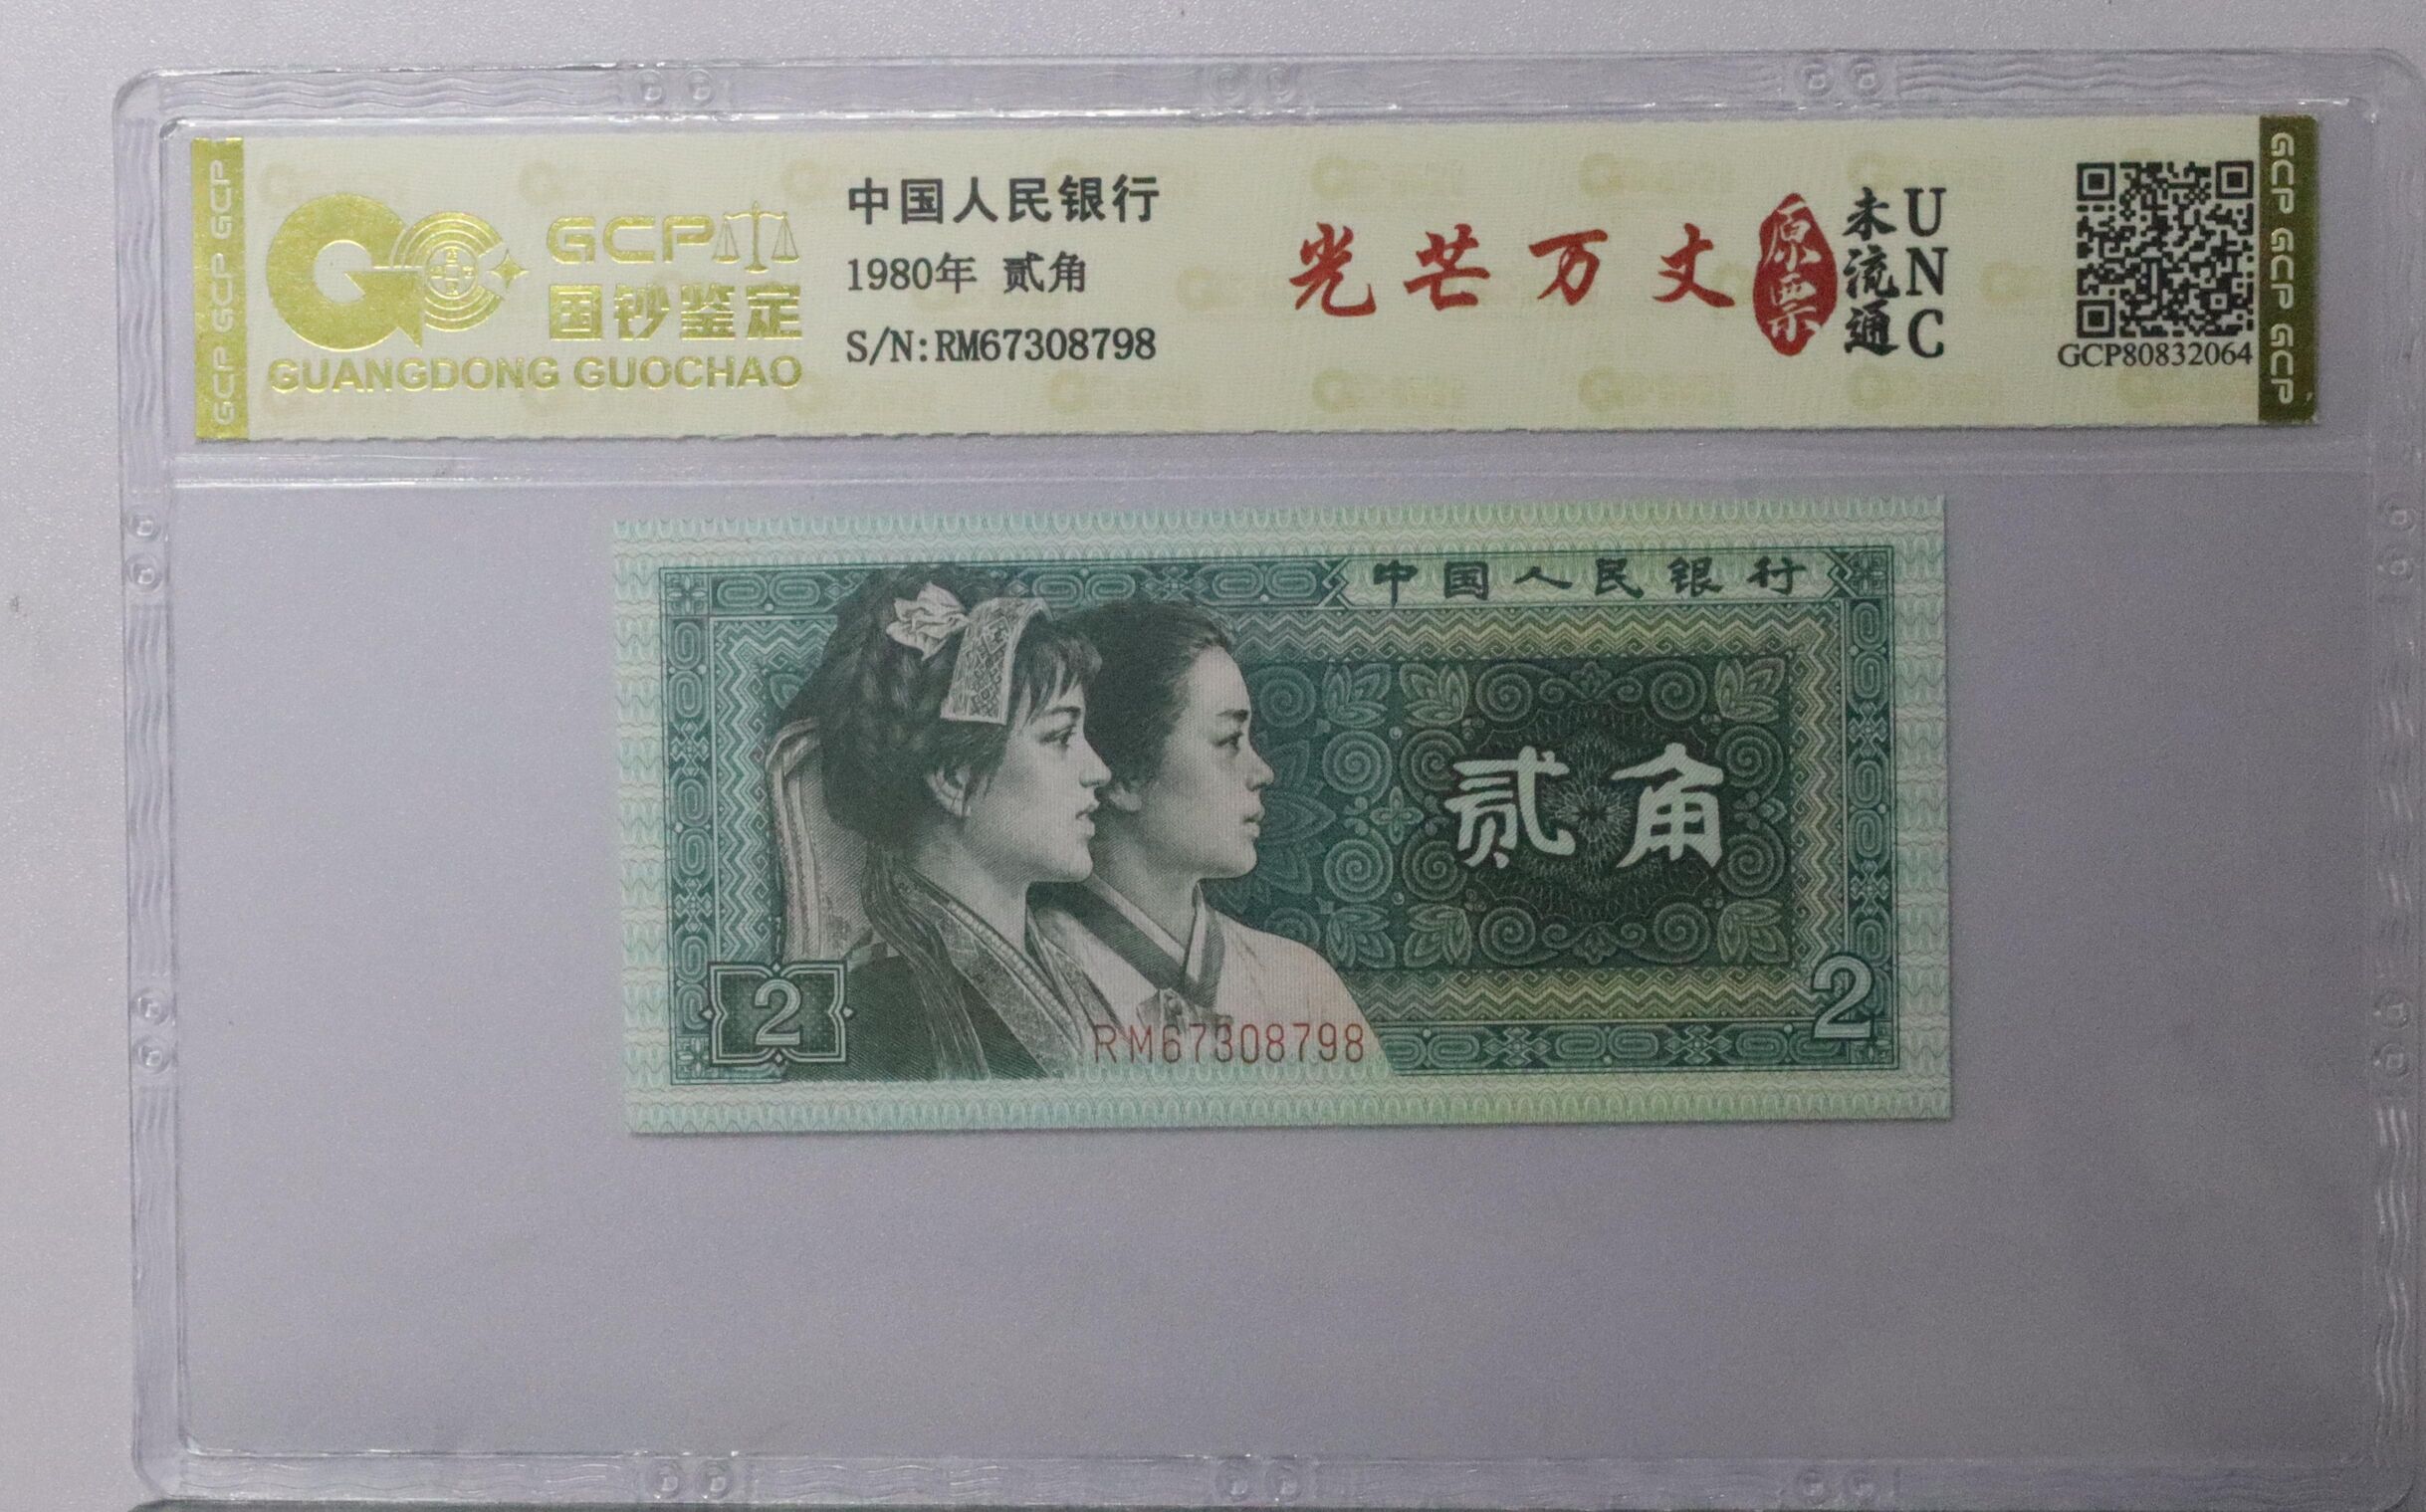 GCP GCP GCP
GCP
国钞鉴定
GUANGDONG GUOCHAO
中国人民银行
1980年 贰角
S/N:RM67308798
光芒万丈
原票
未流通
UNC
GCP80832064
GCP GCP GCP
中国人民银行
贰角
2
2
RM67308798